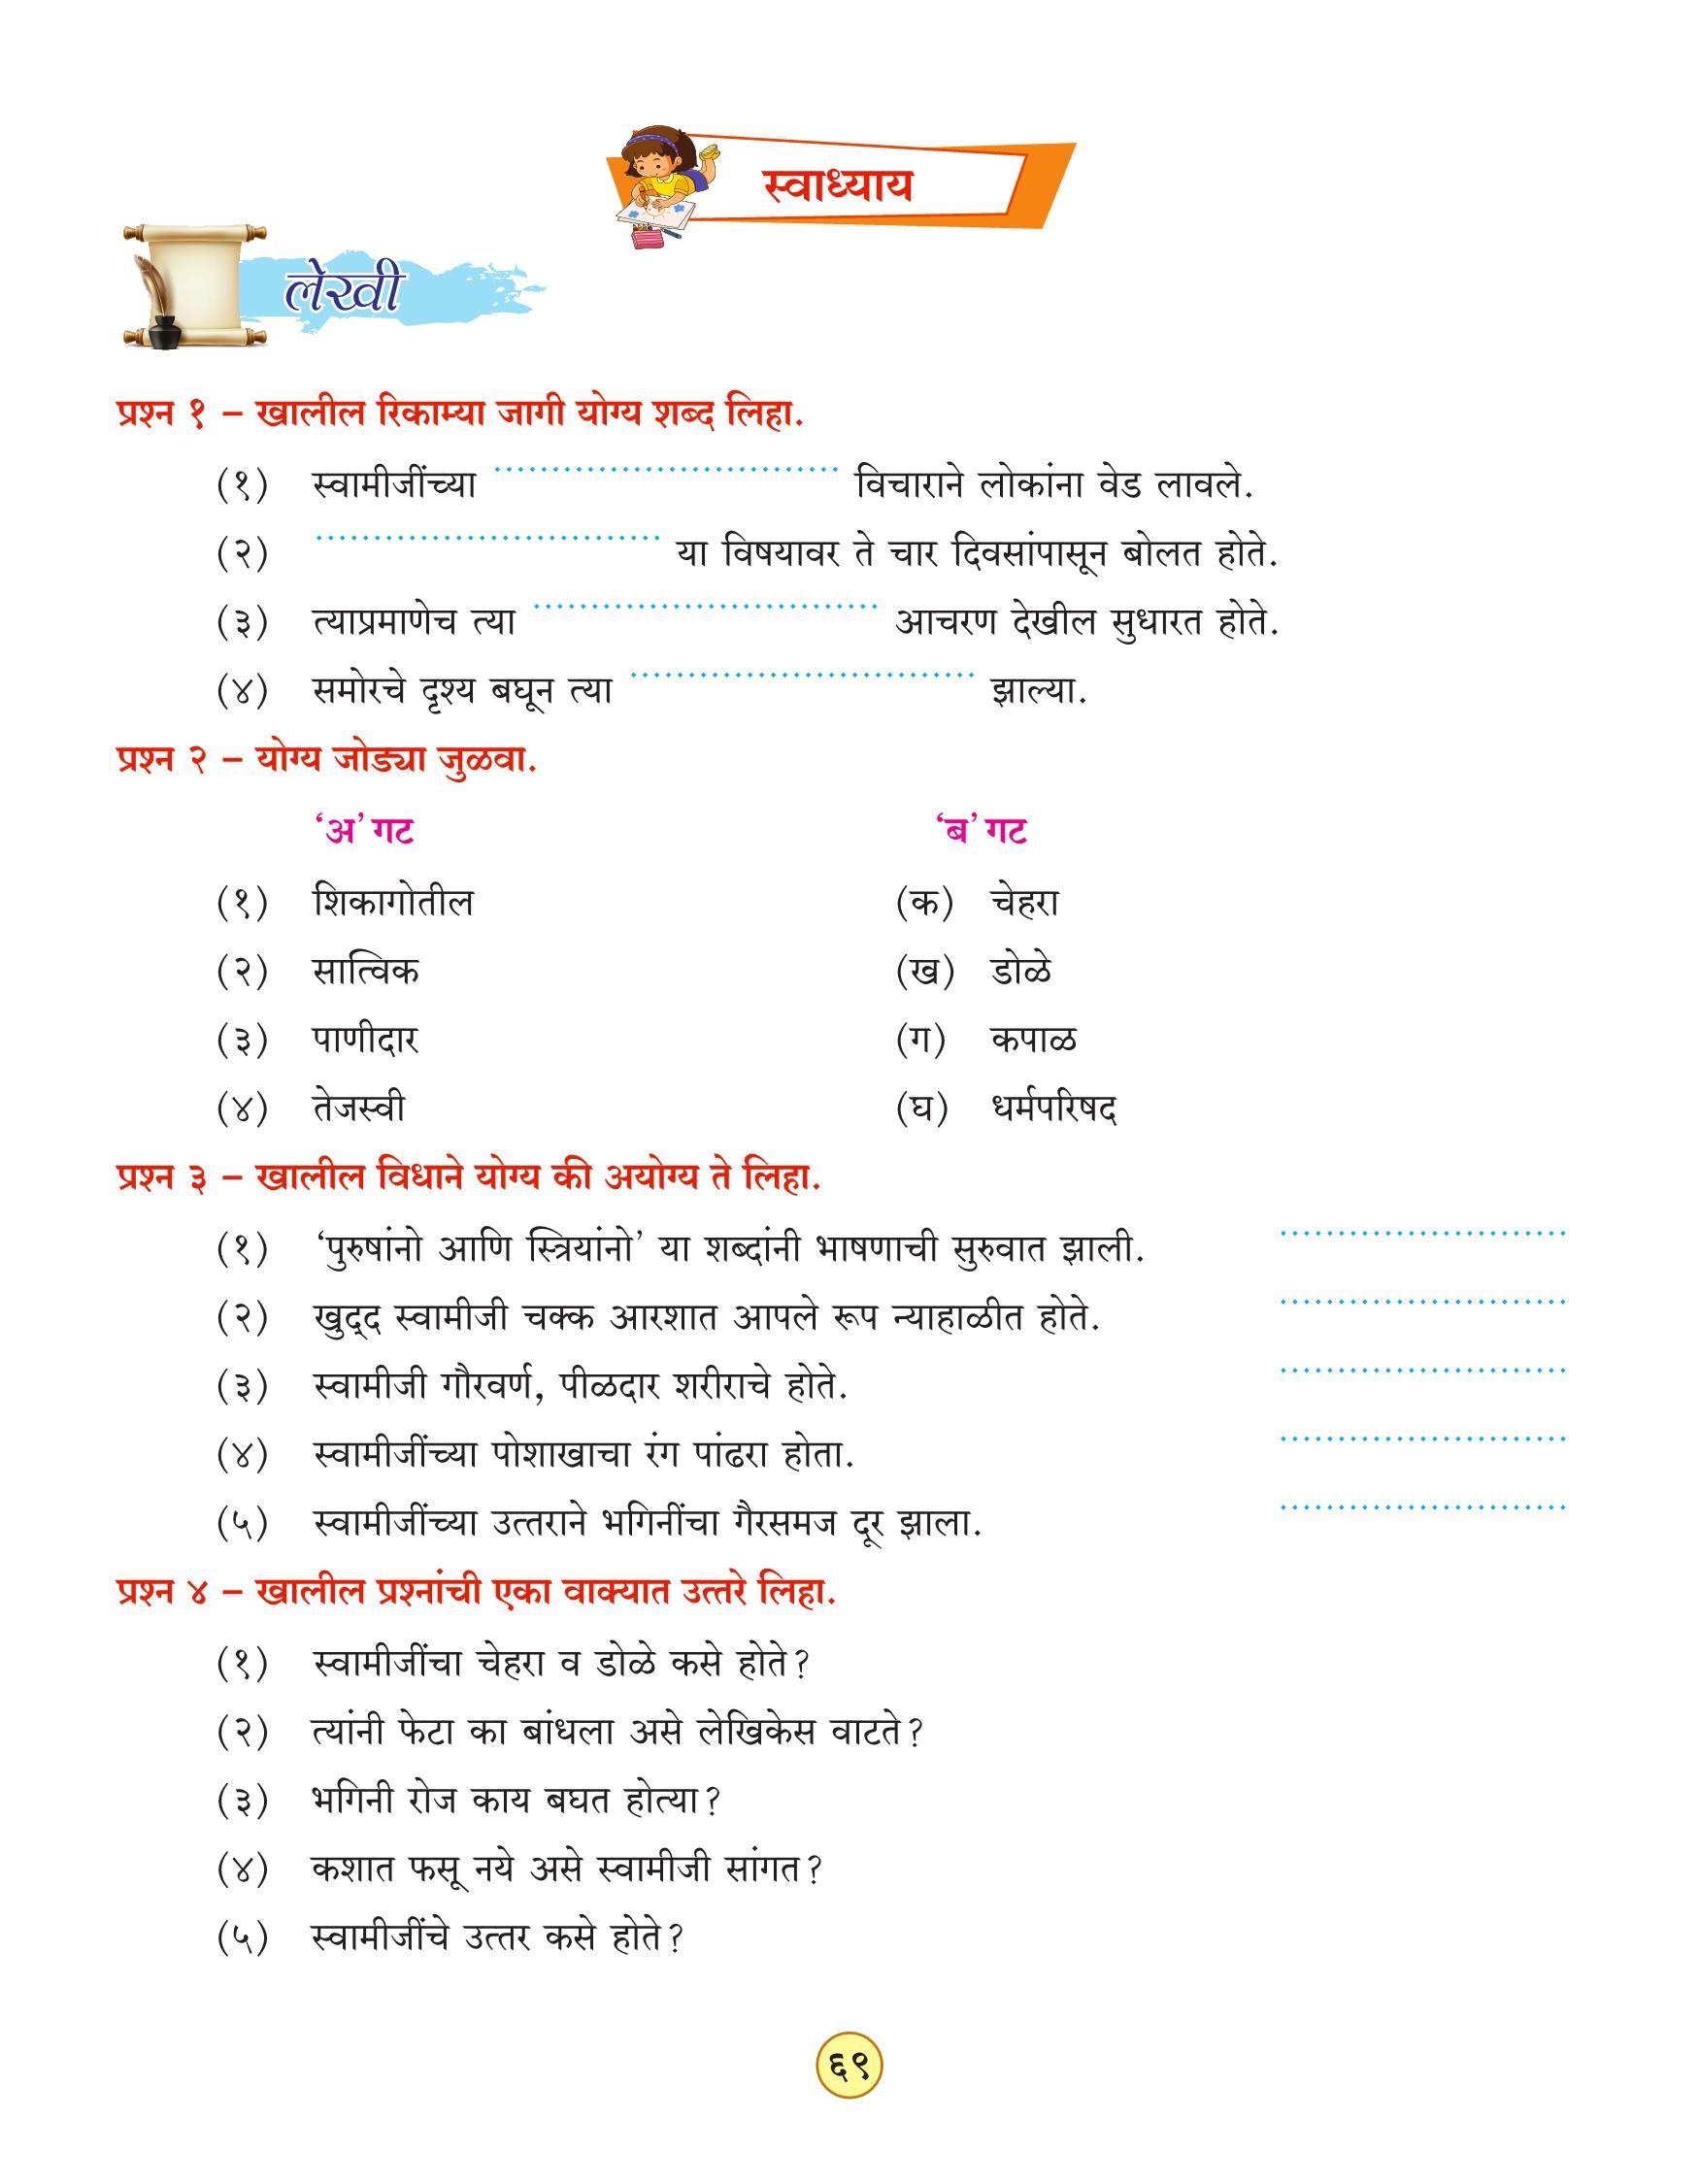 स्वाध्याय
लेखी
प्रश्न १ – खालील रिकाम्या जागी योग्य शब्द लिहा.
(१) स्वामीजींच्या .............................. विचाराने लोकांना वेड लावले.
(२) .............................. या विषयावर ते चार दिवसांपासून बोलत होते.
(३) त्याप्रमाणेच त्या .............................. आचरण देखील सुधारत होते.
(४) समोरचे दृश्य बघून त्या .............................. झाल्या.
प्रश्न २ – योग्य जोड्या जुळवा.
‘अ’ गट ‘ब’ गट
(१) शिकागोतील (क) चेहरा
(२) सात्विक (ख) डोळे
(३) पाणीदार (ग) कपाळ
(४) तेजस्वी (घ) धर्मपरिषद
प्रश्न ३ – खालील विधाने योग्य की अयोग्य ते लिहा.
(१) ‘पुरुषांनो आणि स्त्रियांनो’ या शब्दांनी भाषणाची सुरुवात झाली. .........................
(२) खुद्द स्वामीजी चक्क आरशात आपले रूप न्याहाळीत होते. .........................
(३) स्वामीजी गौरवर्ण, पीळदार शरीराचे होते. .........................
(४) स्वामीजींच्या पोशाखाचा रंग पांढरा होता. .........................
(५) स्वामीजींच्या उत्तराने भगिनींचा गैरसमज दूर झाला. .........................
प्रश्न ४ – खालील प्रश्नांची एका वाक्यात उत्तरे लिहा.
(१) स्वामीजींचा चेहरा व डोळे कसे होते?
(२) त्यांनी फेटा का बांधला असे लेखिकेस वाटते?
(३) भगिनी रोज काय बघत होत्या?
(४) कशात फसू नये असे स्वामीजी सांगत?
(५) स्वामीजींचे उत्तर कसे होते?
६९